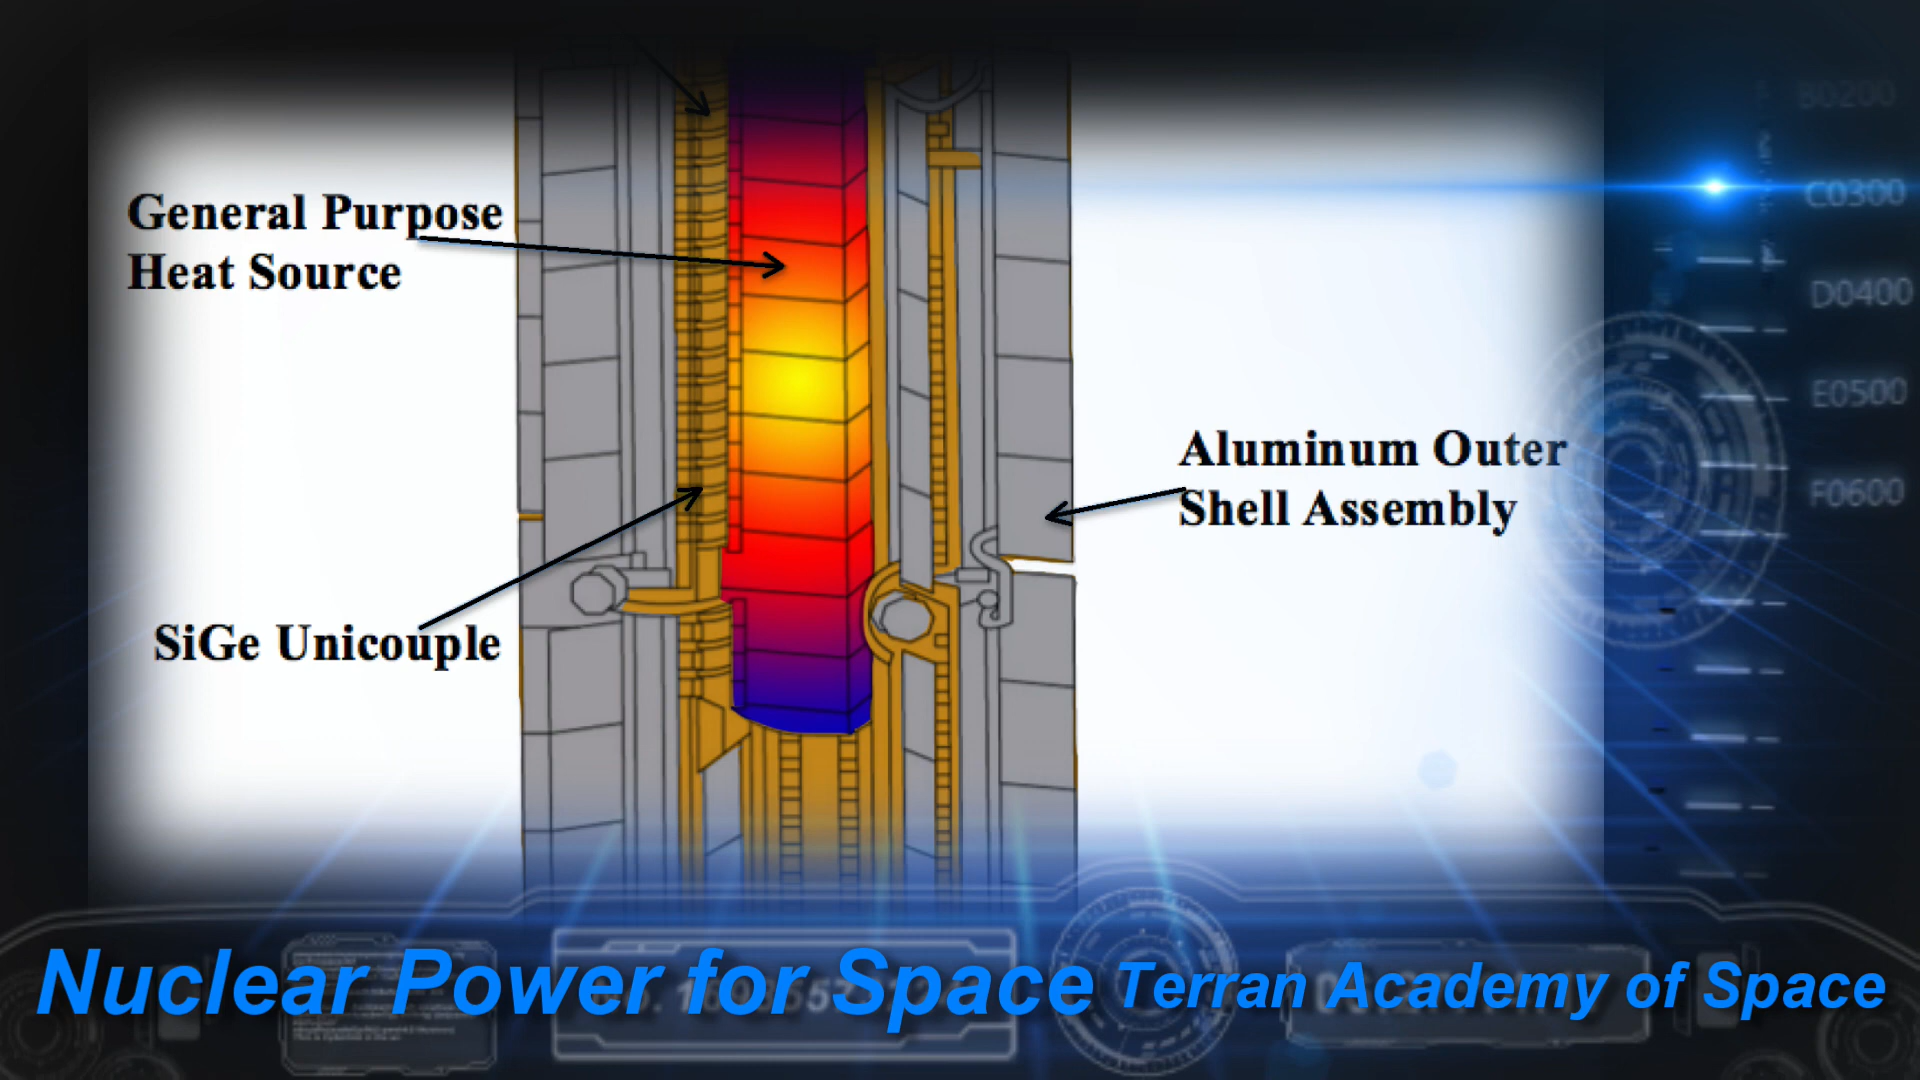 General Purpose
Heat Source
Aluminum Outer
Shell Assembly
SiGe Unicouple
B0200
C0300
D0400
E0500
F0600
Nuclear Power for Space Terran Academy of Space